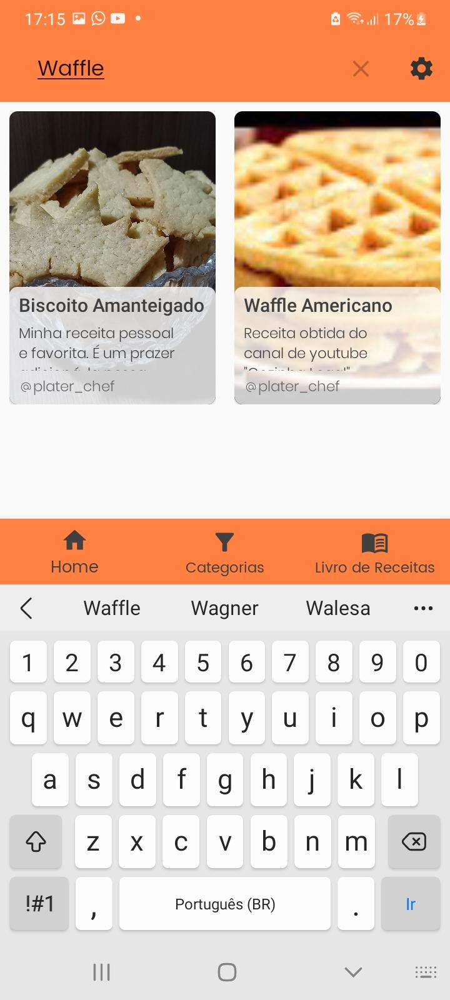 17:15
17%
Waffle
Biscoito Amanteigado
Minha receita pessoal
e favorita. É um prazer
@plater_chef
Waffle Americano
Receita obtida do
canal de youtube
"Cozinha Legal"
@plater_chef
Home
Categorias
Livro de Receitas
Waffle
Wagner
Walesa
1 2 3 4 5 6 7 8 9 0
q w e r t y u i o p
a s d f g h j k l
z x c v b n m
!#1 , Português (BR) . Ir